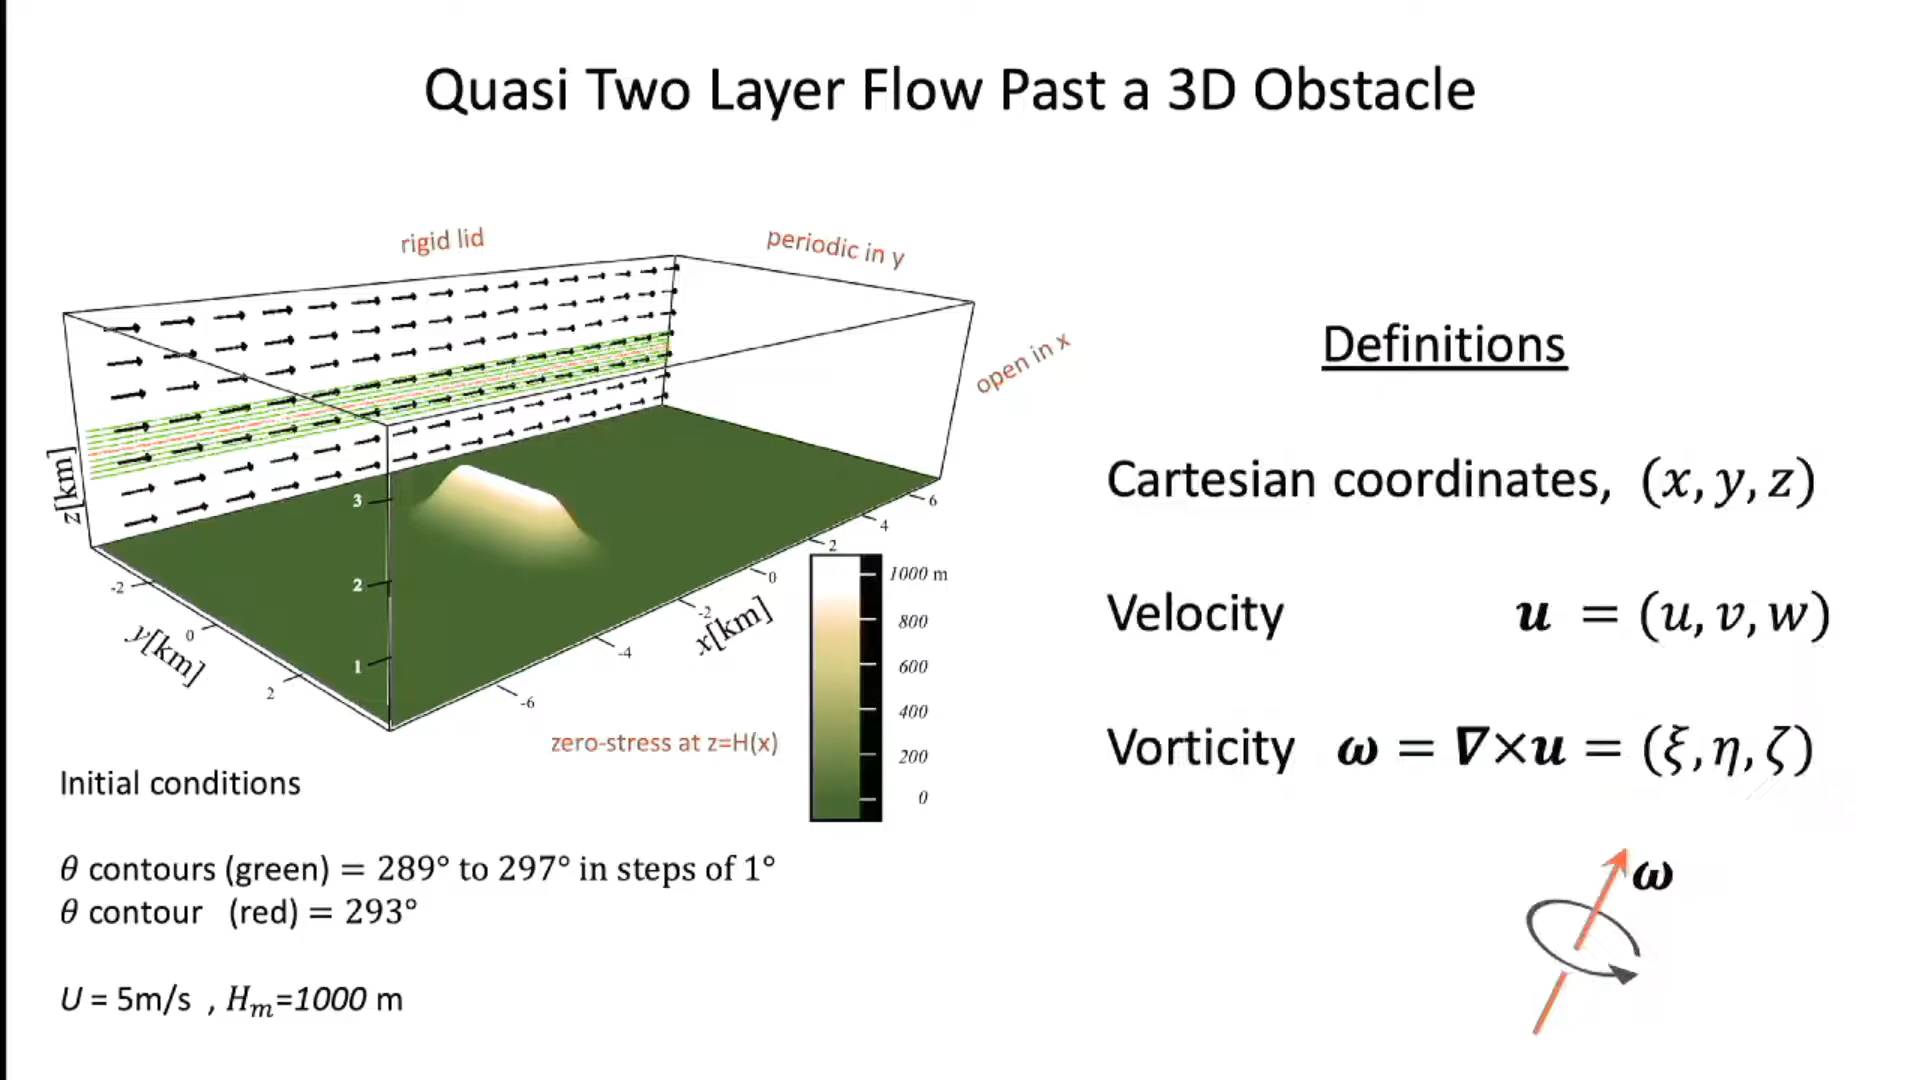 Quasi Two Layer Flow Past a 3D Obstacle
rigid lid
periodic in y
open in x
z[km]
3
2
1
-2
0
2
y[km]
-6
-4
-2
0
2
4
6
x[km]
zero-stress at z=H(x)
1000 m
800
600
400
200
0
Initial conditions
θ contours (green) = 289° to 297° in steps of 1°
θ contour (red) = 293°
U = 5m/s , Hₘ=1000 m
Definitions
Cartesian coordinates, (x, y, z)
Velocity u = (u, v, w)
Vorticity ω = ∇×u = (ξ, η, ζ)
ω